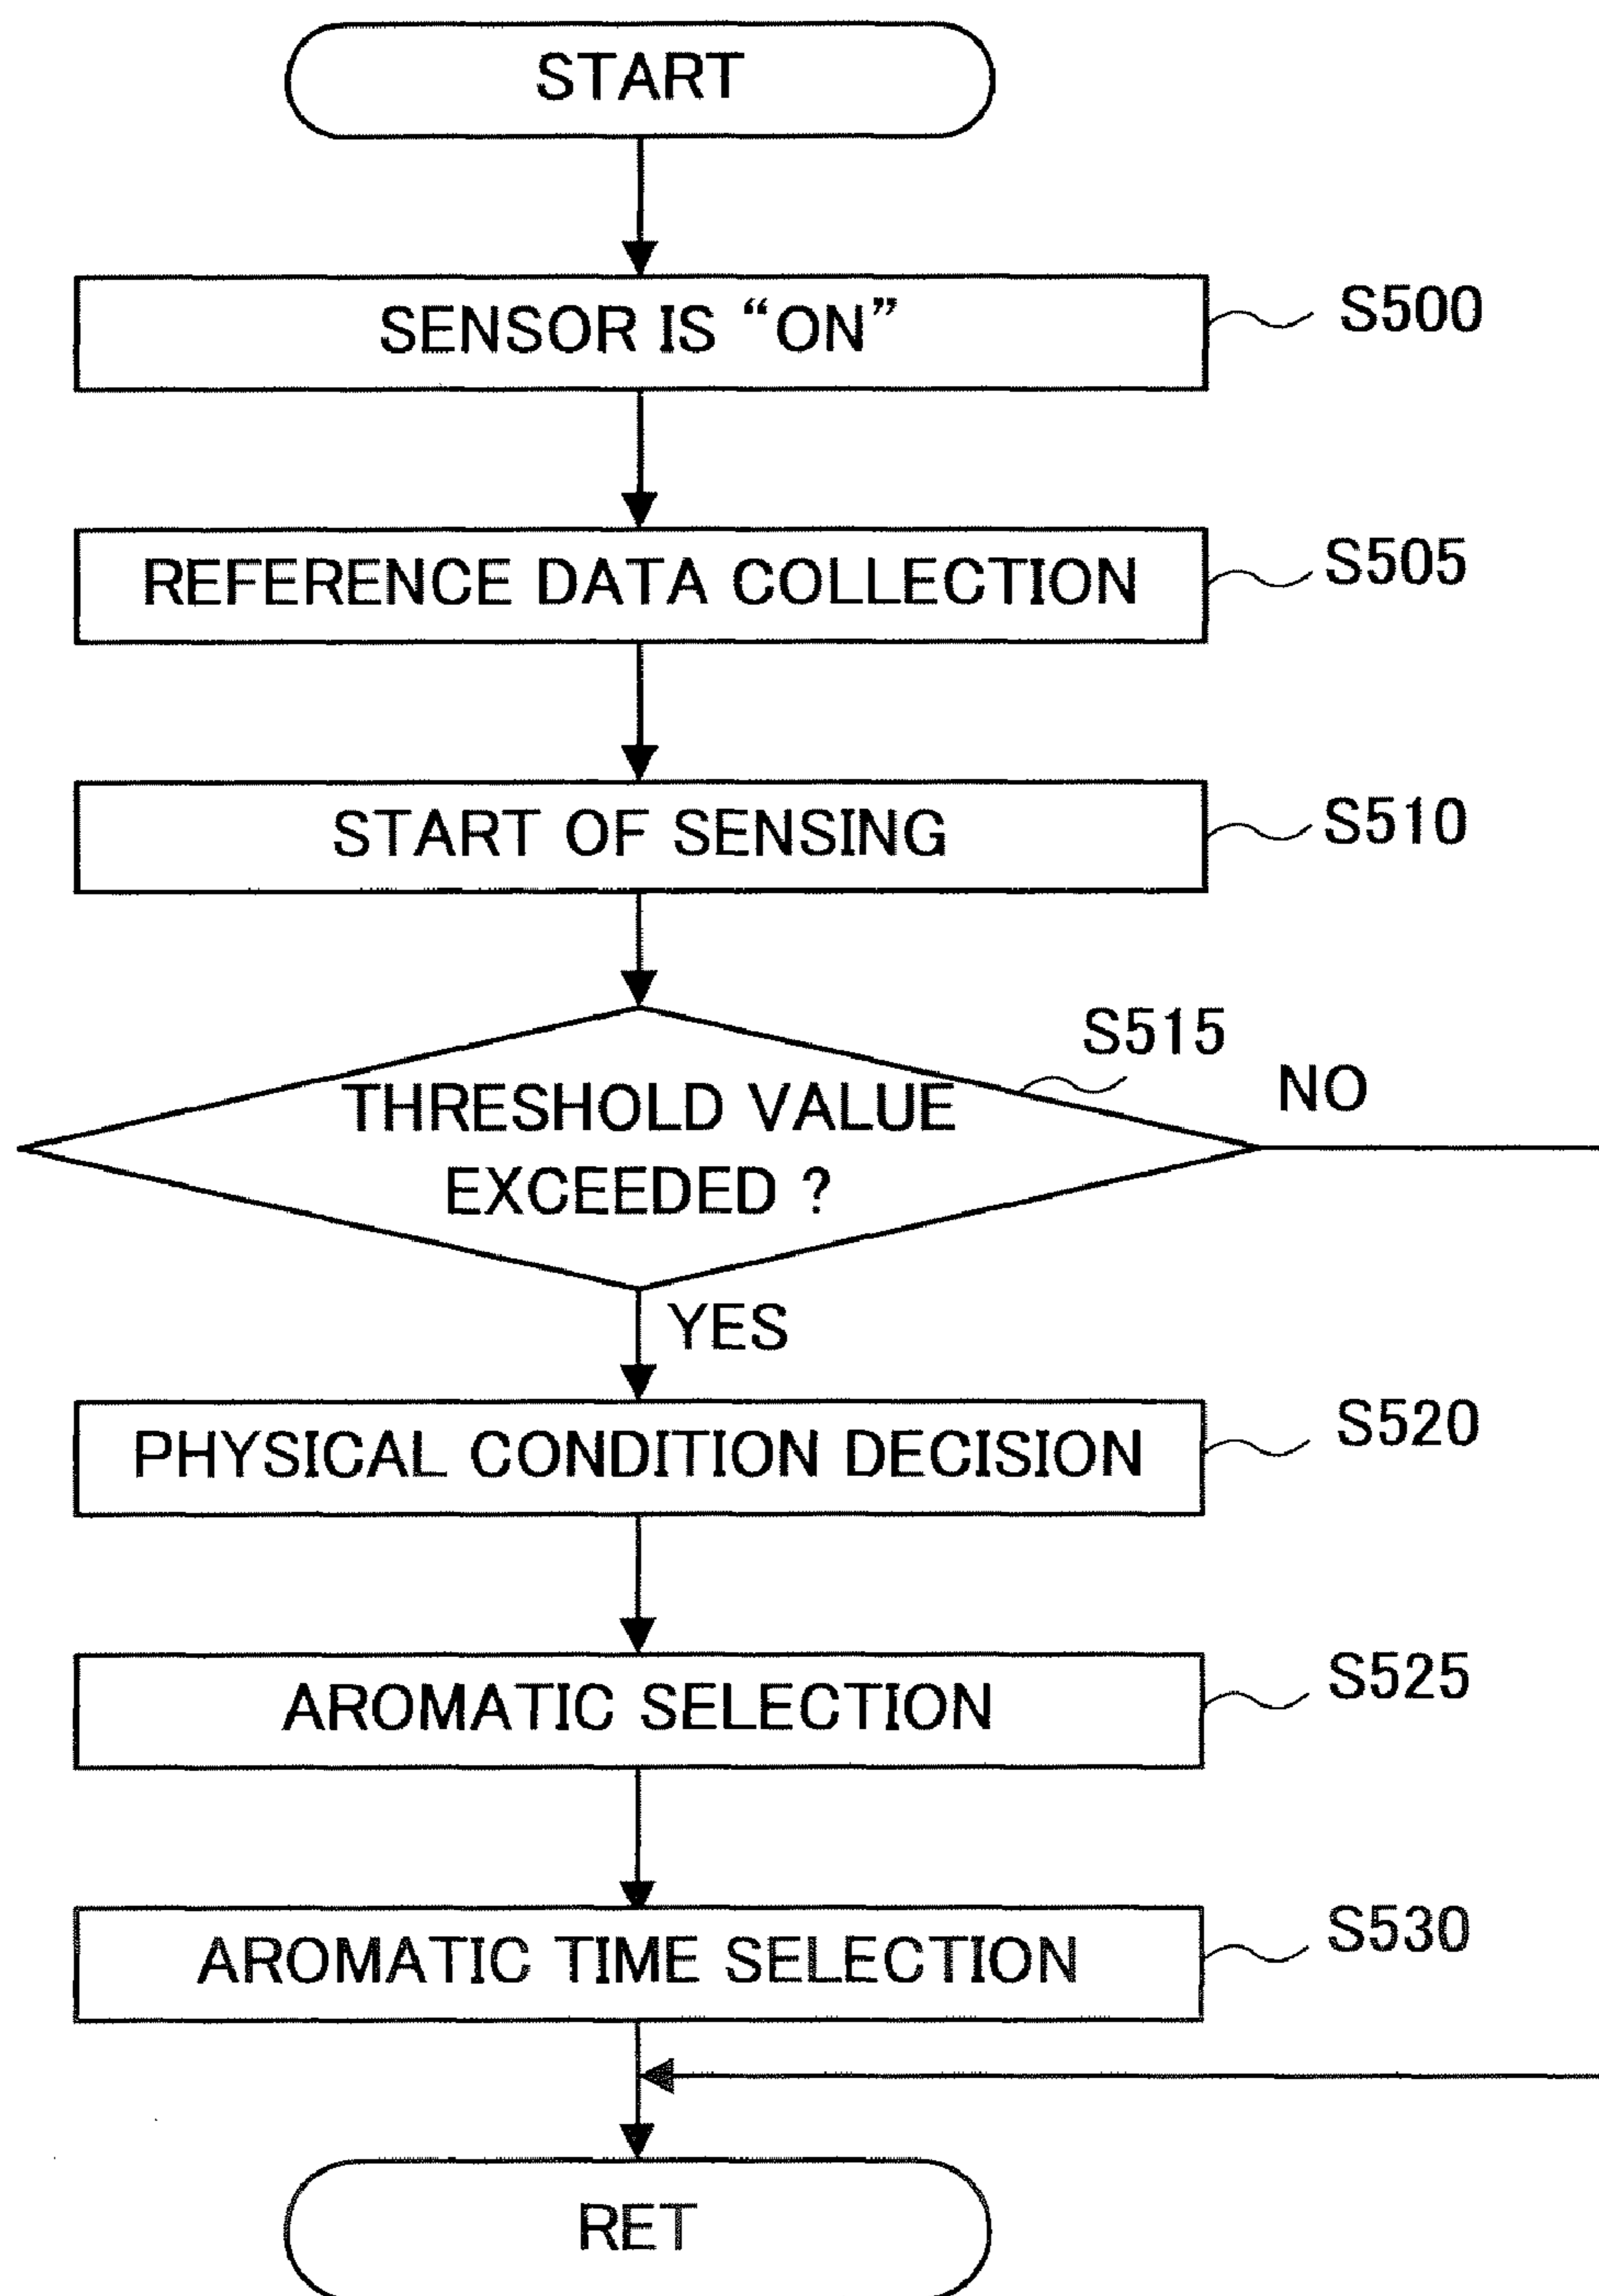 START
SENSOR IS “ON”
S500
REFERENCE DATA COLLECTION
S505
START OF SENSING
S510
S515
THRESHOLD VALUE
EXCEEDED ?
NO
YES
PHYSICAL CONDITION DECISION
S520
AROMATIC SELECTION
S525
AROMATIC TIME SELECTION
S530
RET